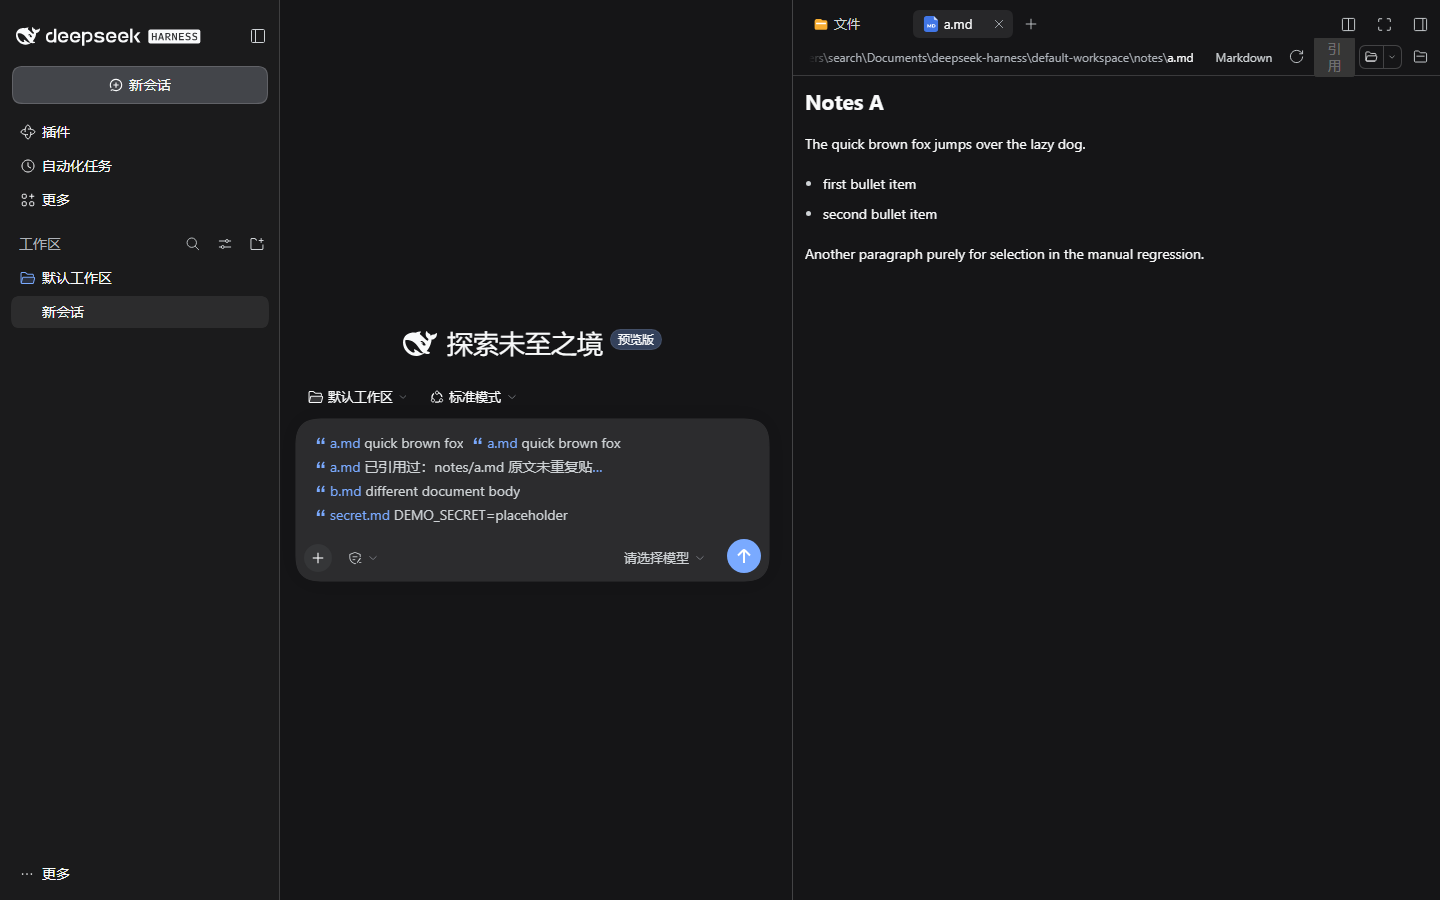 deepseek HARNESS
新会话
插件
自动化任务
更多
工作区
默认工作区
新会话
更多
探索未至之境 预览版
默认工作区 标准模式
“ a.md quick brown fox “ a.md quick brown fox
“ a.md 已引用过：notes/a.md 原文未重复贴...
“ b.md different document body
“ secret.md DEMO_SECRET=placeholder
请选择模型
文件 a.md
ers\search\Documents\deepseek-harness\default-workspace\notes\a.md Markdown 引用
Notes A
The quick brown fox jumps over the lazy dog.
• first bullet item
• second bullet item
Another paragraph purely for selection in the manual regression.